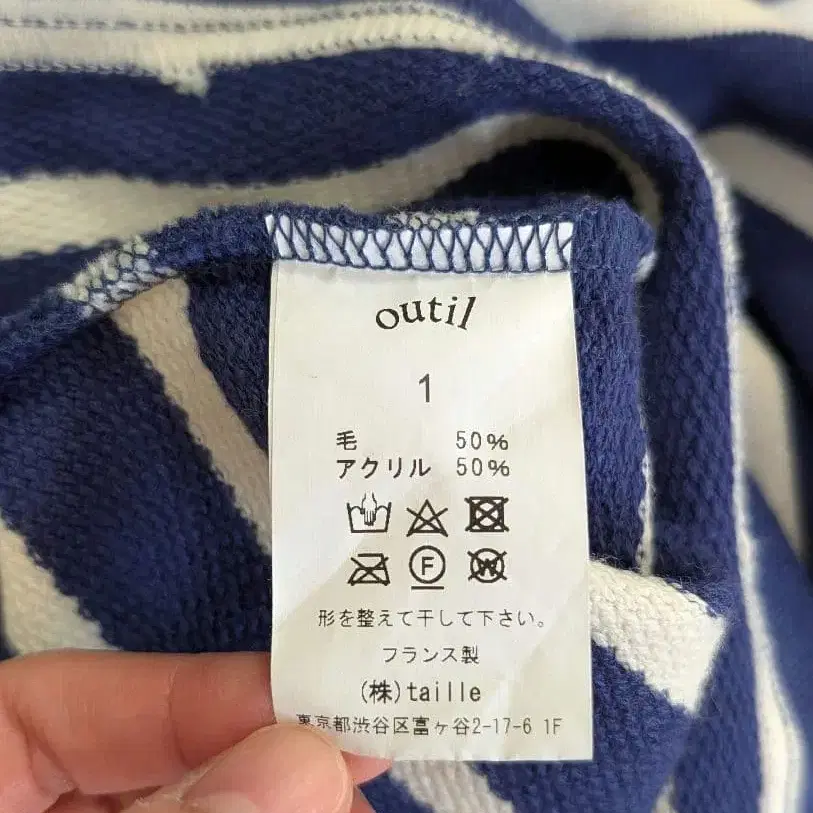 outil
1
毛 50%
アクリル 50%
F
W
形を整えて干して下さい。
フランス製
(株)taille
東京都渋谷区富ヶ谷2-17-6 1F